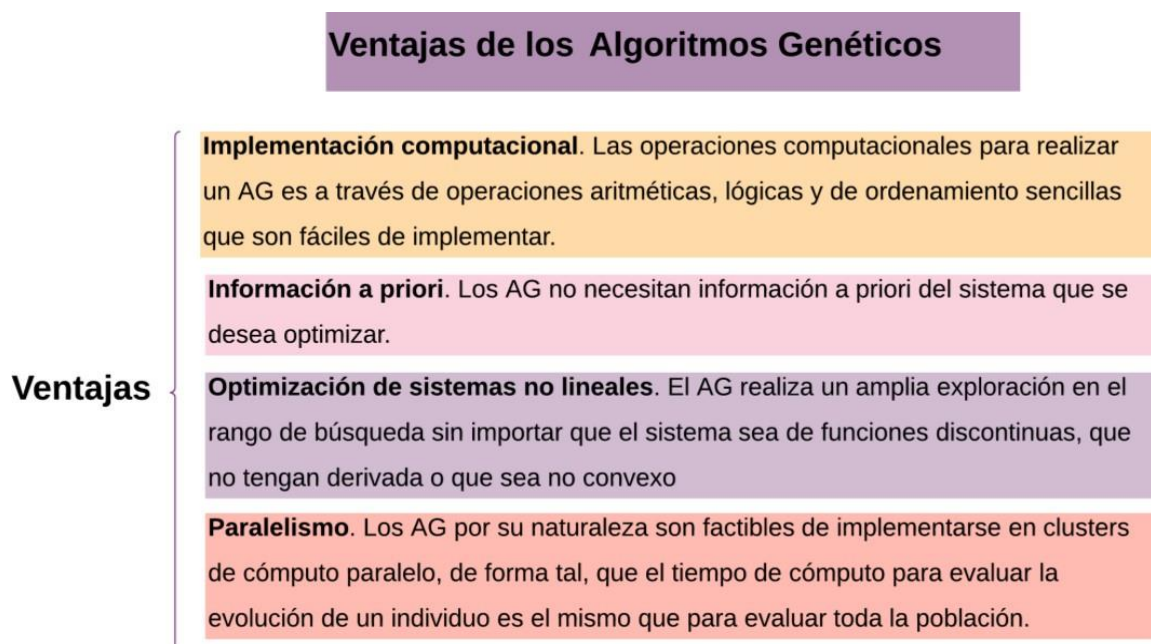 Ventajas de los Algoritmos Genéticos
Implementación computacional. Las operaciones computacionales para realizar
un AG es a través de operaciones aritméticas, lógicas y de ordenamiento sencillas
que son fáciles de implementar.
Información a priori. Los AG no necesitan información a priori del sistema que se
desea optimizar.
Ventajas
Optimización de sistemas no lineales. El AG realiza un amplia exploración en el
rango de búsqueda sin importar que el sistema sea de funciones discontinuas, que
no tengan derivada o que sea no convexo
Paralelismo. Los AG por su naturaleza son factibles de implementarse en clusters
de cómputo paralelo, de forma tal, que el tiempo de cómputo para evaluar la
evolución de un individuo es el mismo que para evaluar toda la población.